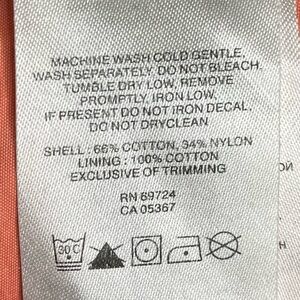 MACHINE WASH COLD GENTLE,
WASH SEPARATELY. DO NOT BLEACH.
TUMBLE DRY LOW, REMOVE
PROMPTLY, IRON LOW.
IF PRESENT DO NOT IRON DECAL,
DO NOT DRYCLEAN
SHELL : 66% COTTON, 34% NYLON
LINING : 100% COTTON
EXCLUSIVE OF TRIMMING
RN 69724
CA 05367
30 C